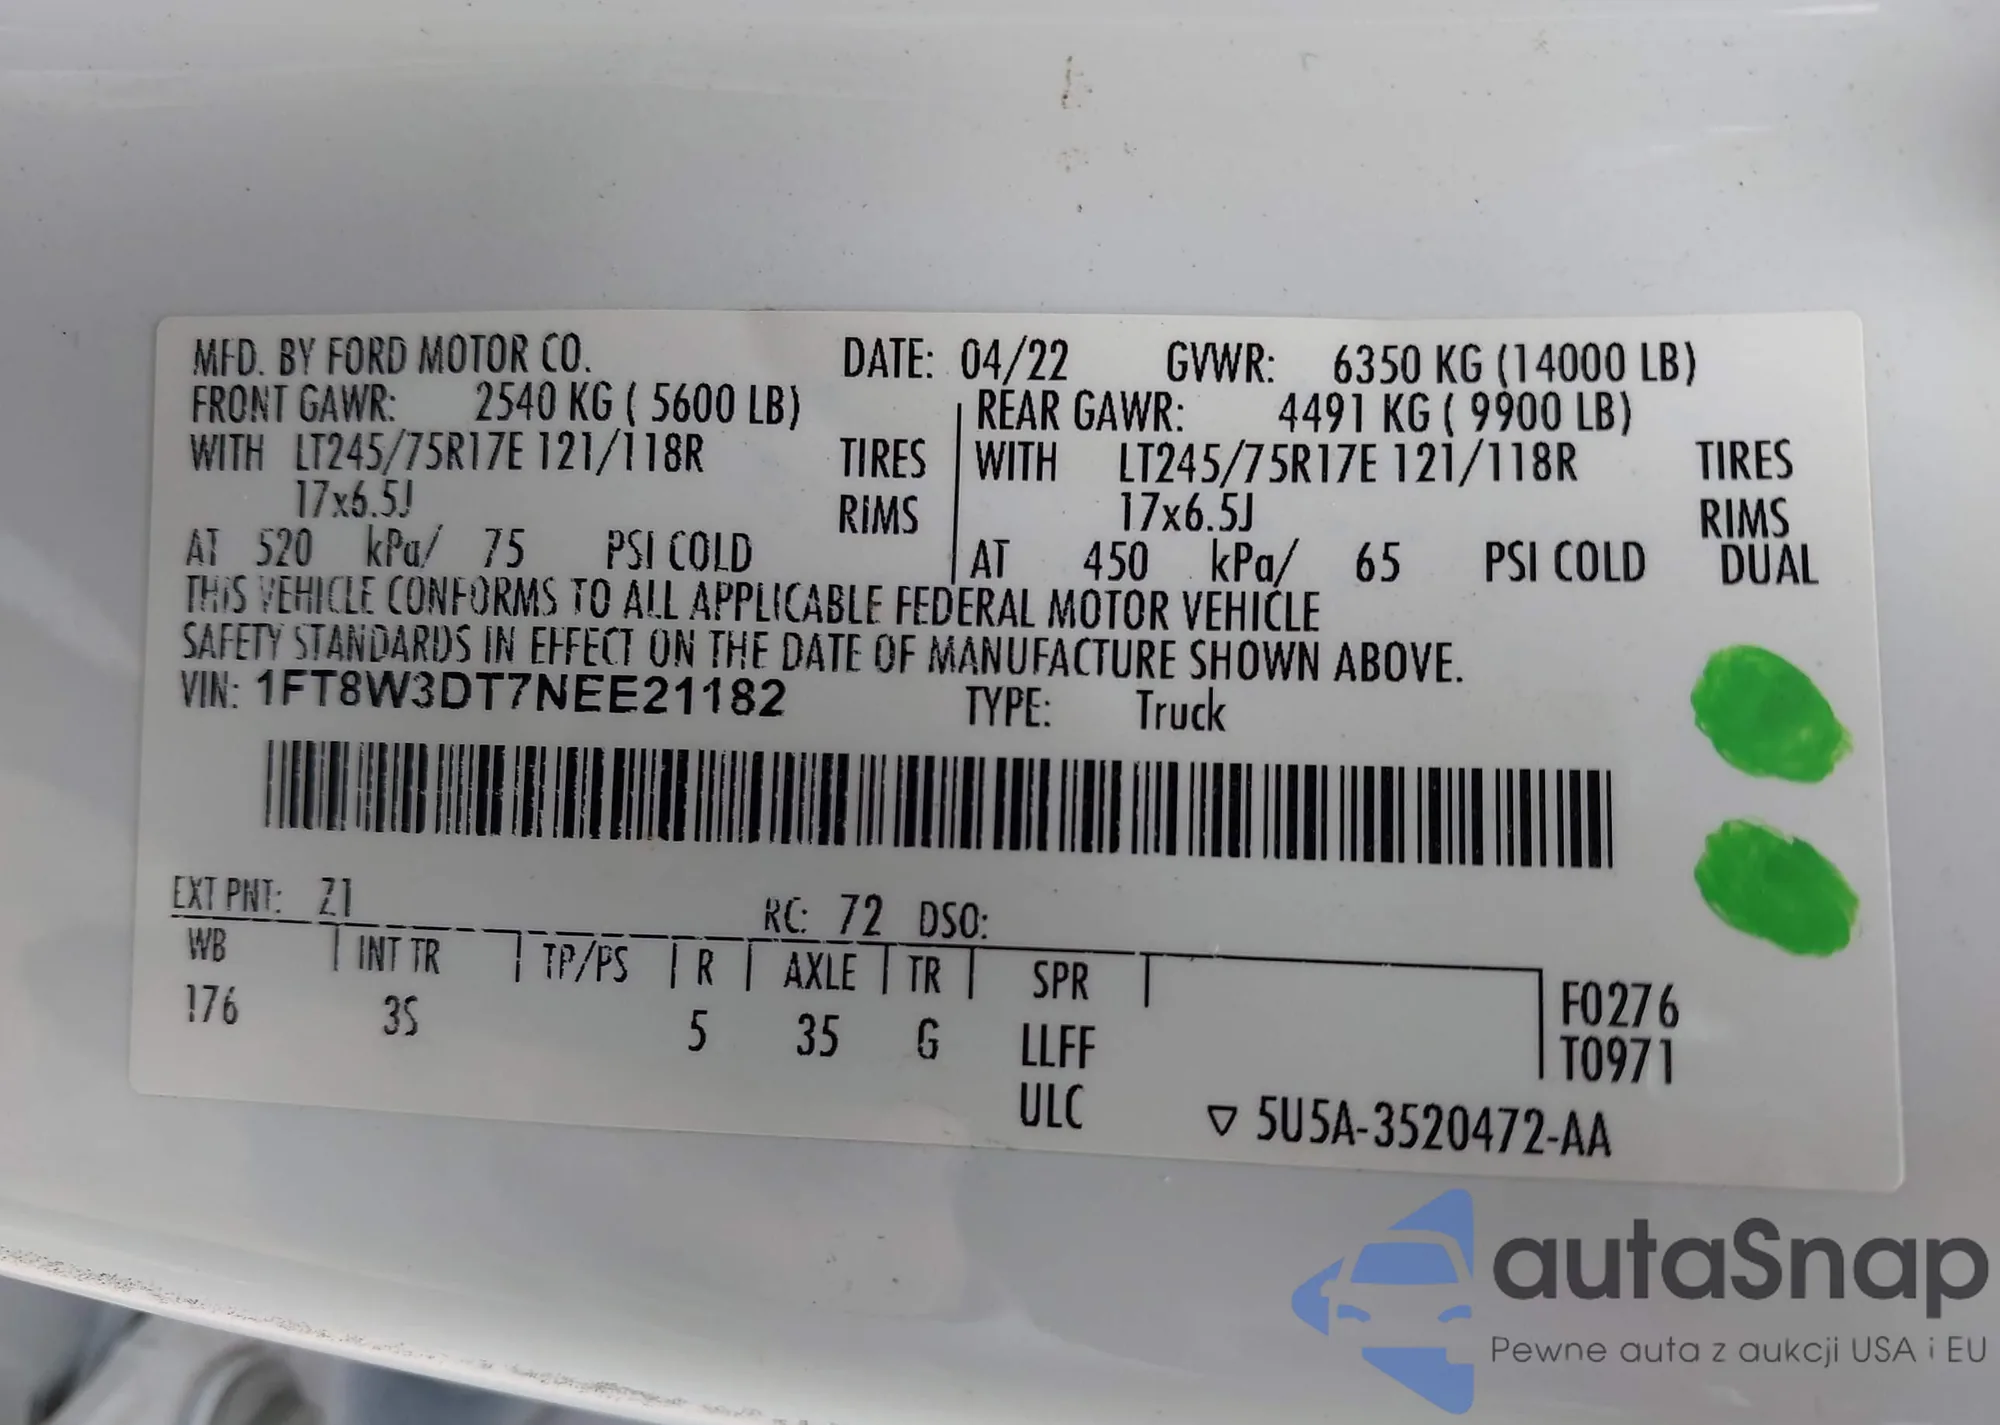 MFD. BY FORD MOTOR CO. DATE: 04/22 GVWR: 6350 KG (14000 LB)
FRONT GAWR: 2540 KG ( 5600 LB) REAR GAWR: 4491 KG ( 9900 LB)
WITH LT245/75R17E 121/118R TIRES WITH LT245/75R17E 121/118R TIRES
17x6.5J RIMS 17x6.5J RIMS
AT 520 kPa/ 75 PSI COLD AT 450 kPa/ 65 PSI COLD DUAL
THIS VEHICLE CONFORMS TO ALL APPLICABLE FEDERAL MOTOR VEHICLE
SAFETY STANDARDS IN EFFECT ON THE DATE OF MANUFACTURE SHOWN ABOVE.
VIN: 1FT8W3DT7NEE21182 TYPE: Truck
EXT PNT: Z1 RC: 72 DSO:
WB INT TR TP/PS R AXLE TR SPR
176 3S 5 35 G LLFF
ULC
F0276
T0971
▽ 5U5A-3520472-AA
autaSnap
Pewne auta z aukcji USA i EU